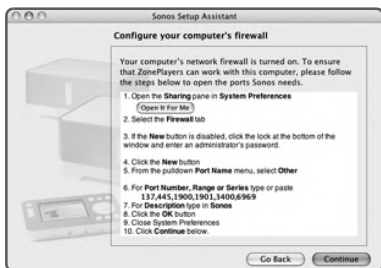 Sonos Setup Assistant
Configure your computer's firewall
Your computer's network firewall is turned on. To ensure
that ZonePlayers can work with this computer, please follow
the steps below to open the ports Sonos needs.
1. Open the Sharing pane in System Preferences
Open It For Me
2. Select the Firewall tab
3. If the New button is disabled, click the lock at the bottom of the
window and enter an administrator's password.
4. Click the New button
5. From the pulldown Port Name menu, select Other
6. For Port Number, Range or Series type or paste
137,445,1900,1901,3400,6969
7. For Description type in Sonos
8. Click the OK button
9. Close System Preferences
10. Click Continue below.
Go Back
Continue